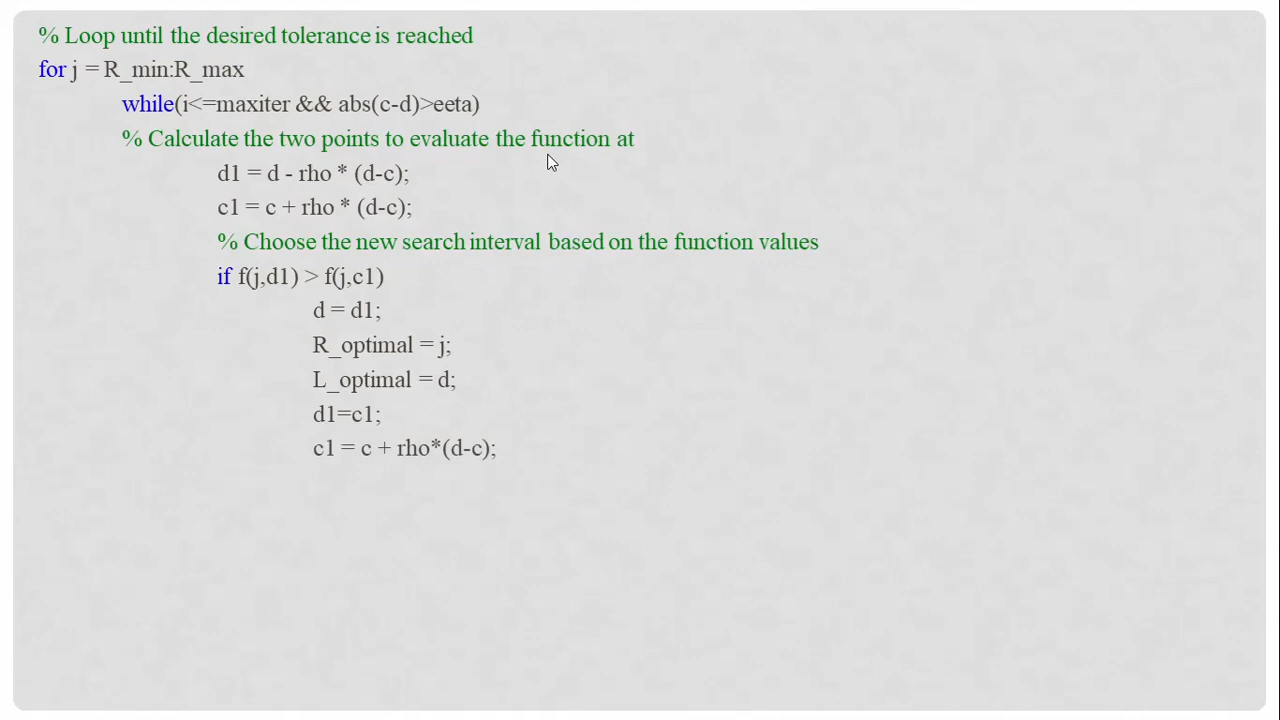 % Loop until the desired tolerance is reached
for j = R_min:R_max
while(i<=maxiter && abs(c-d)>eeta)
% Calculate the two points to evaluate the function at
d1 = d - rho * (d-c);
c1 = c + rho * (d-c);
% Choose the new search interval based on the function values
if f(j,d1) > f(j,c1)
d = d1;
R_optimal = j;
L_optimal = d;
d1=c1;
c1 = c + rho*(d-c);